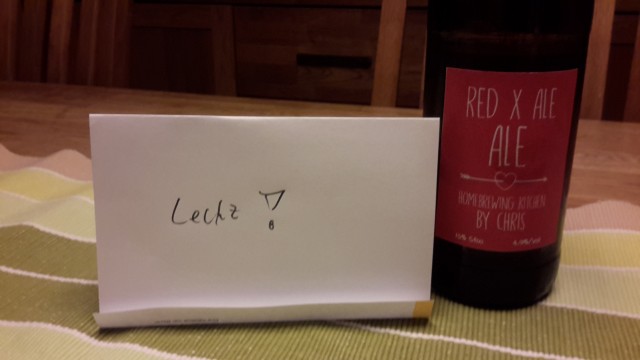 Lechz !
RED X ALE
ALE
HOMEBREWING KITCHEN
BY CHRIS